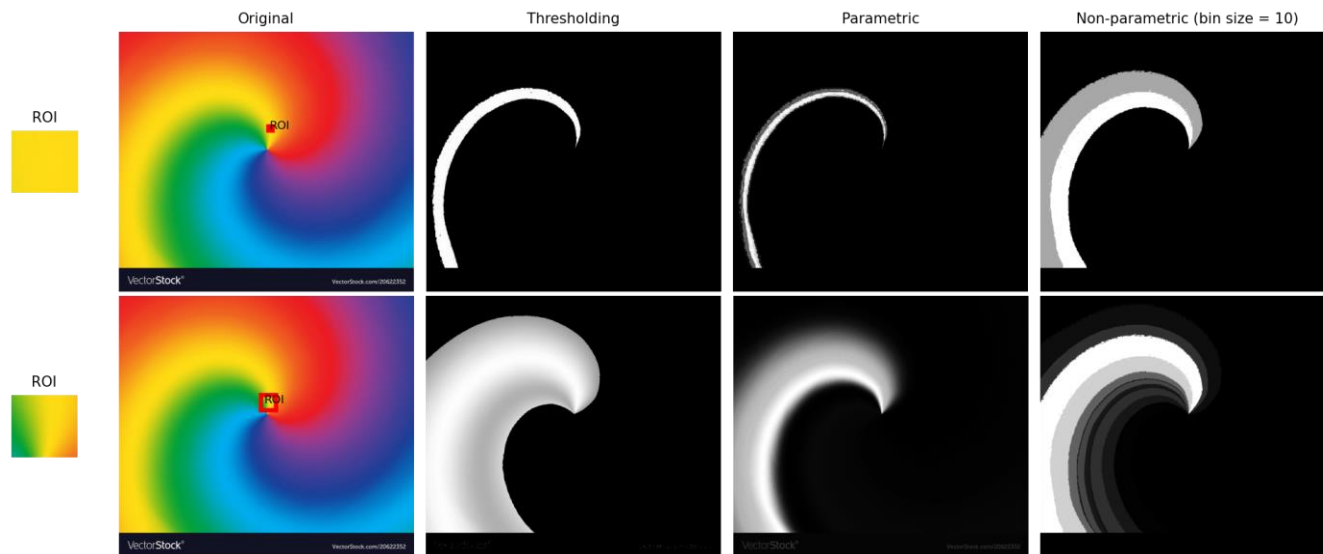 Original
Thresholding
Parametric
Non-parametric (bin size = 10)
ROI
ROI
VectorStock®
VectorStock.com/20622352
ROI
ROI
VectorStock®
VectorStock.com/20622352